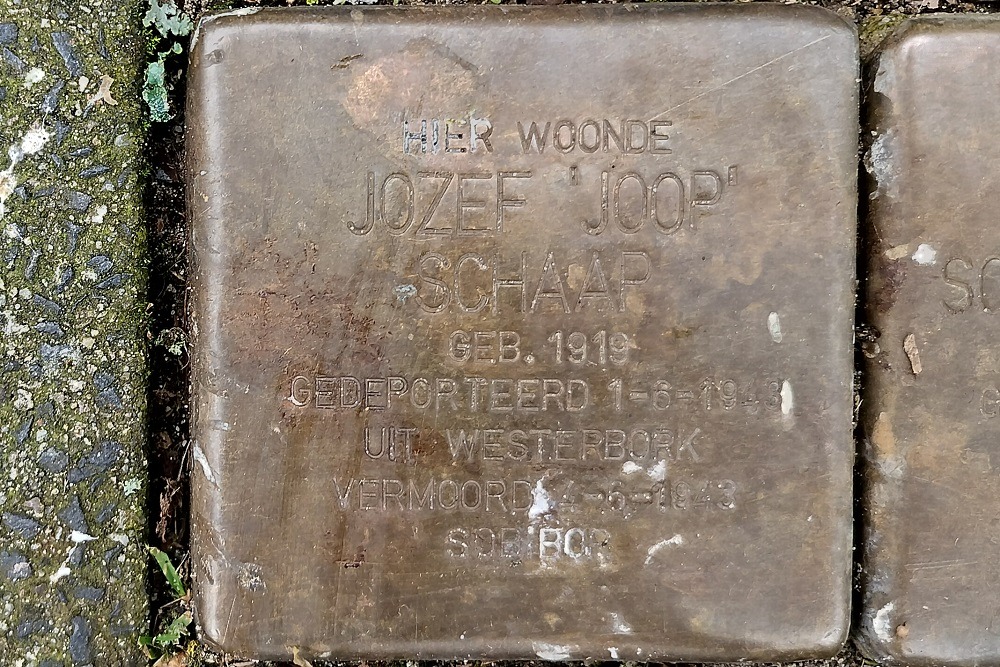 HIER WOONDE
JOZEF 'JOOP'
SCHAAP
GEB. 1919
GEDEPORTEERD 1-6-1943
UIT WESTERBORK
VERMOORD 4-6-1943
SOBIBOR